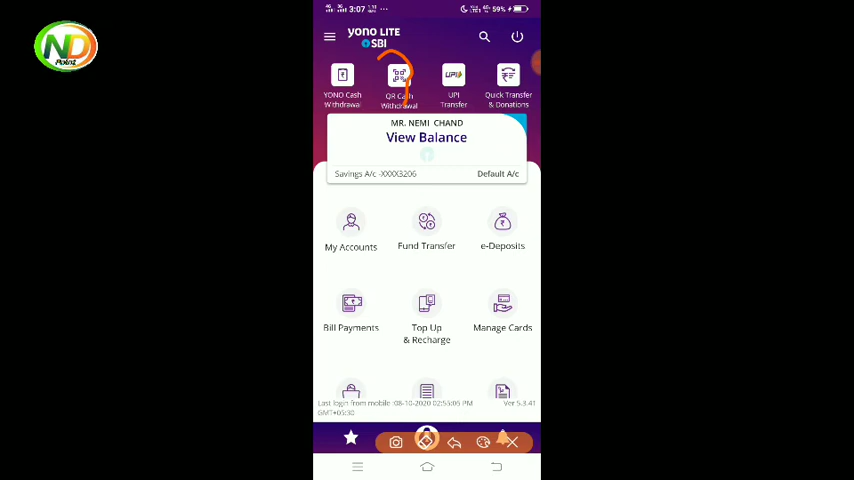 ND
Point
3:07
59%
yono LITE
SBI
YONO Cash
Withdrawal
QR Cash
Withdrawal
UPI
UPI
Transfer
Quick Transfer
& Donations
MR. NEMI CHAND
View Balance
Savings A/c -XXXX3206
Default A/c
My Accounts
Fund Transfer
e-Deposits
Bill Payments
Top Up
& Recharge
Manage Cards
Last login from mobile :08-10-2020 02:55:05 PM
GMT+05:30
Ver 5.3.41